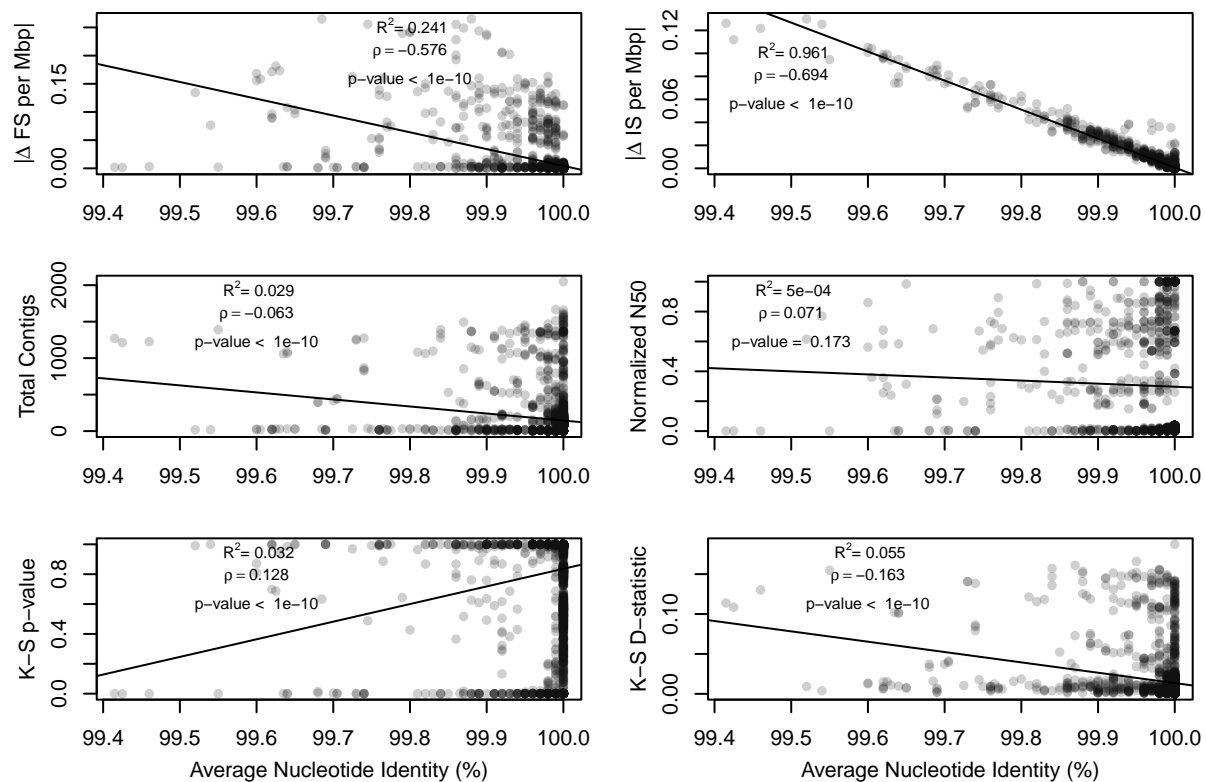 |Δ FS per Mbp|
0.00 0.15
R²= 0.241
ρ = −0.576
p−value < 1e−10
99.4 99.5 99.6 99.7 99.8 99.9 100.0
|Δ IS per Mbp|
0.00 0.06 0.12
R²= 0.961
ρ = −0.694
p−value < 1e−10
99.4 99.5 99.6 99.7 99.8 99.9 100.0
Total Contigs
0 1000 2000
R²= 0.029
ρ = −0.063
p−value < 1e−10
99.4 99.5 99.6 99.7 99.8 99.9 100.0
Normalized N50
0.0 0.4 0.8
R²= 5e−04
ρ = 0.071
p−value = 0.173
99.4 99.5 99.6 99.7 99.8 99.9 100.0
K−S p−value
0.0 0.4 0.8
R²= 0.032
ρ = 0.128
p−value < 1e−10
99.4 99.5 99.6 99.7 99.8 99.9 100.0
Average Nucleotide Identity (%)
K−S D−statistic
0.00 0.10
R²= 0.055
ρ = −0.163
p−value < 1e−10
99.4 99.5 99.6 99.7 99.8 99.9 100.0
Average Nucleotide Identity (%)